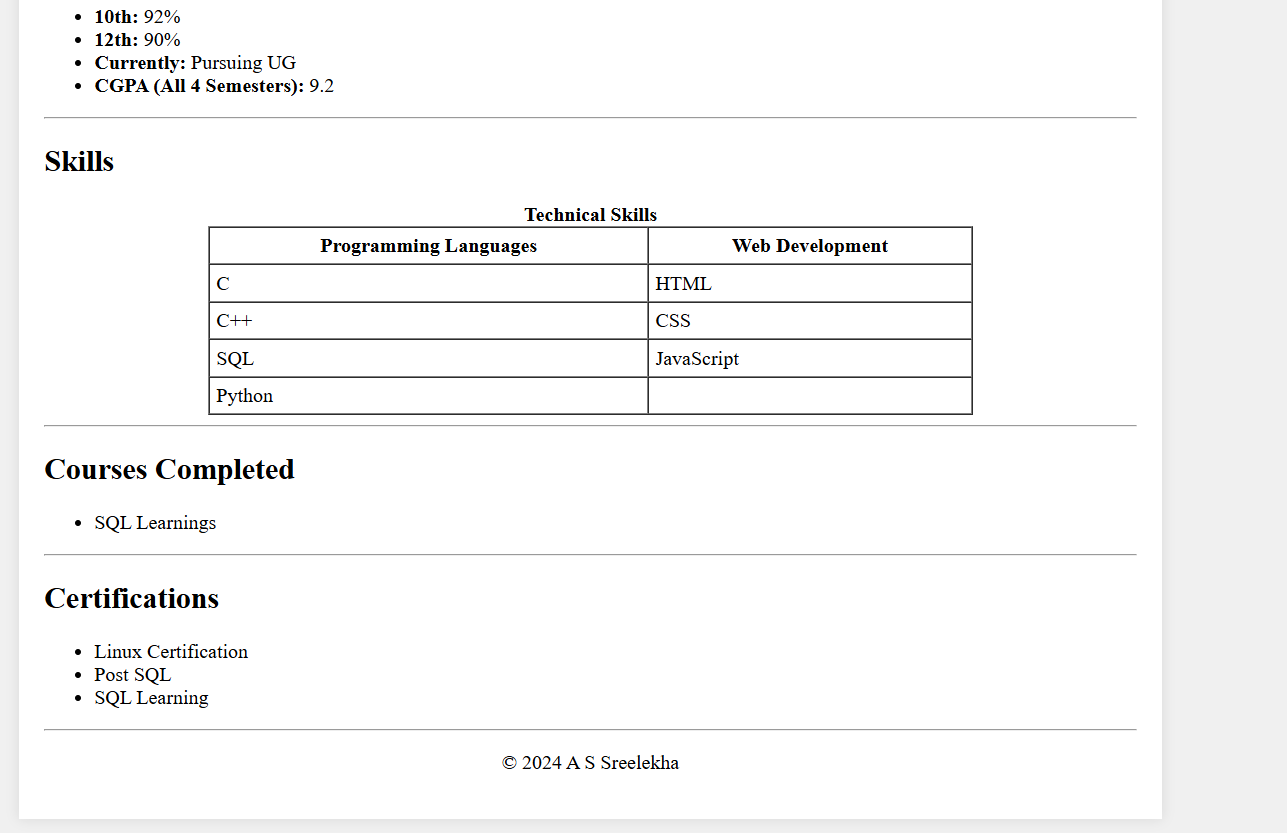 10th: 92%
12th: 90%
Currently: Pursuing UG
CGPA (All 4 Semesters): 9.2
Skills
Technical Skills
Programming Languages Web Development
C HTML
C++ CSS
SQL JavaScript
Python
Courses Completed
SQL Learnings
Certifications
Linux Certification
Post SQL
SQL Learning
© 2024 A S Sreelekha